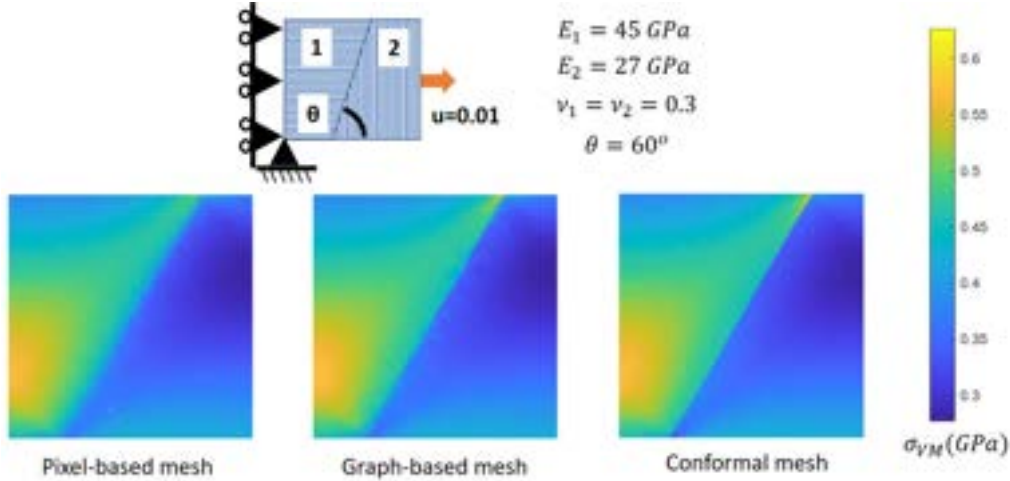 1 2
θ
u=0.01
E₁ = 45 GPa
E₂ = 27 GPa
ν₁ = ν₂ = 0.3
θ = 60°
0.6
0.55
0.5
0.45
0.4
0.35
0.3
σ_VM(GPa)
Pixel-based mesh
Graph-based mesh
Conformal mesh